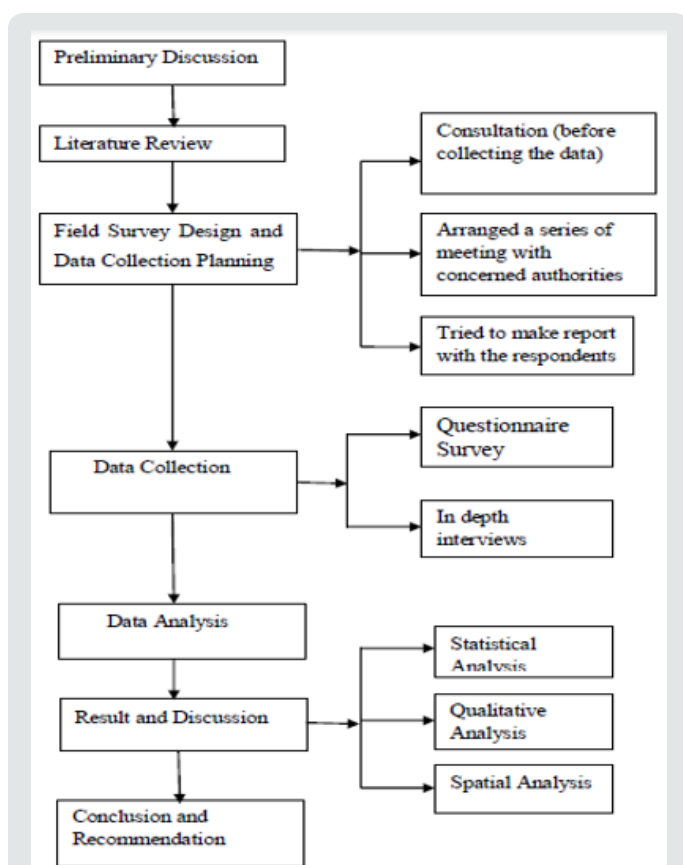 Preliminary Discussion
Literature Review
Field Survey Design and
Data Collection Planning
Consultation (before
collecting the data)
Arranged a series of
meeting with
concerned authorities
Tried to make report
with the respondents
Data Collection
Questionnaire
Survey
In depth
interviews
Data Analysis
Result and Discussion
Statistical
Analysis
Qualitative
Analysis
Spatial Analysis
Conclusion and
Recommendation